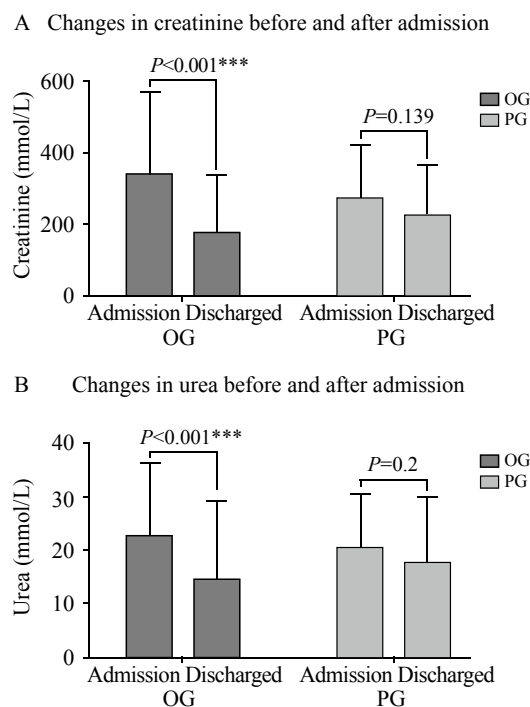 A Changes in creatinine before and after admission
Creatinine (mmol/L)
600
400
200
0
P<0.001***
P=0.139
OG
PG
Admission Discharged
OG
Admission Discharged
PG
B Changes in urea before and after admission
Urea (mmol/L)
40
30
20
10
0
P<0.001***
P=0.2
OG
PG
Admission Discharged
OG
Admission Discharged
PG